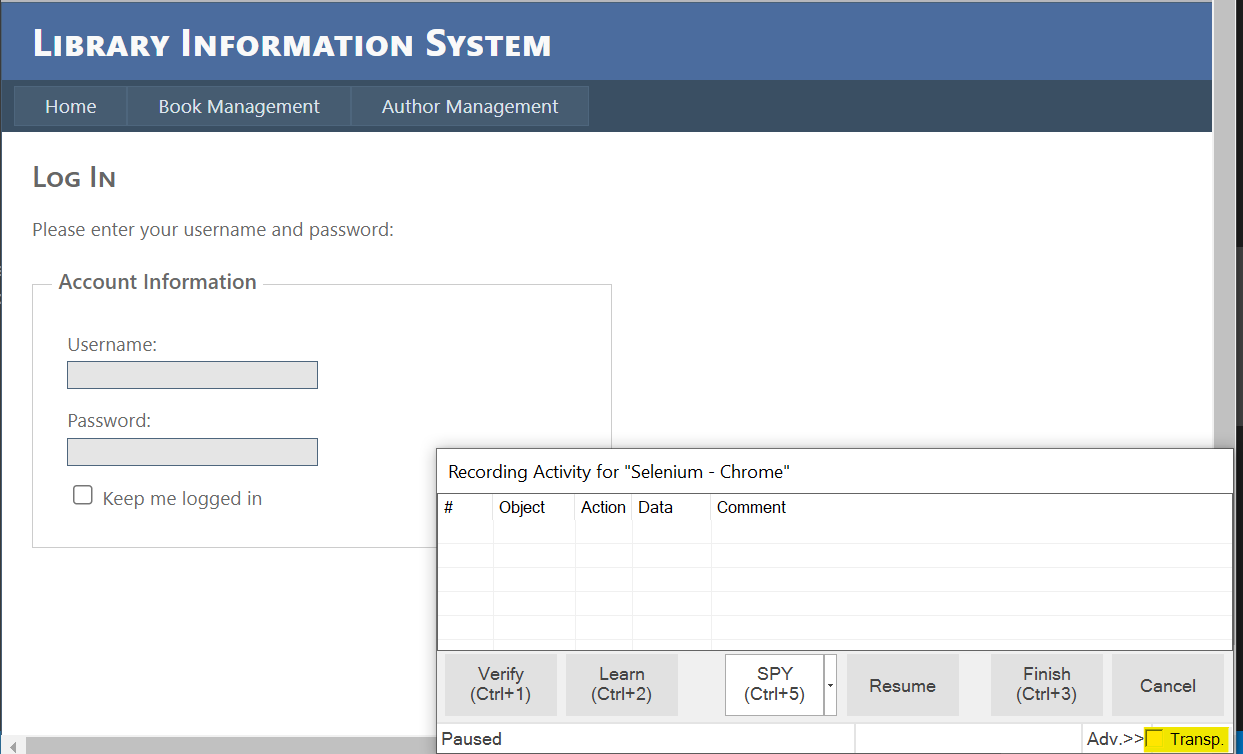 LIBRARY INFORMATION SYSTEM
Home Book Management Author Management
LOG IN
Please enter your username and password:
Account Information
Username:
Password:
Keep me logged in
Recording Activity for "Selenium - Chrome"
# Object Action Data Comment
Verify (Ctrl+1)
Learn (Ctrl+2)
SPY (Ctrl+5)
Resume
Finish (Ctrl+3)
Cancel
Paused
Adv.>> Transp.